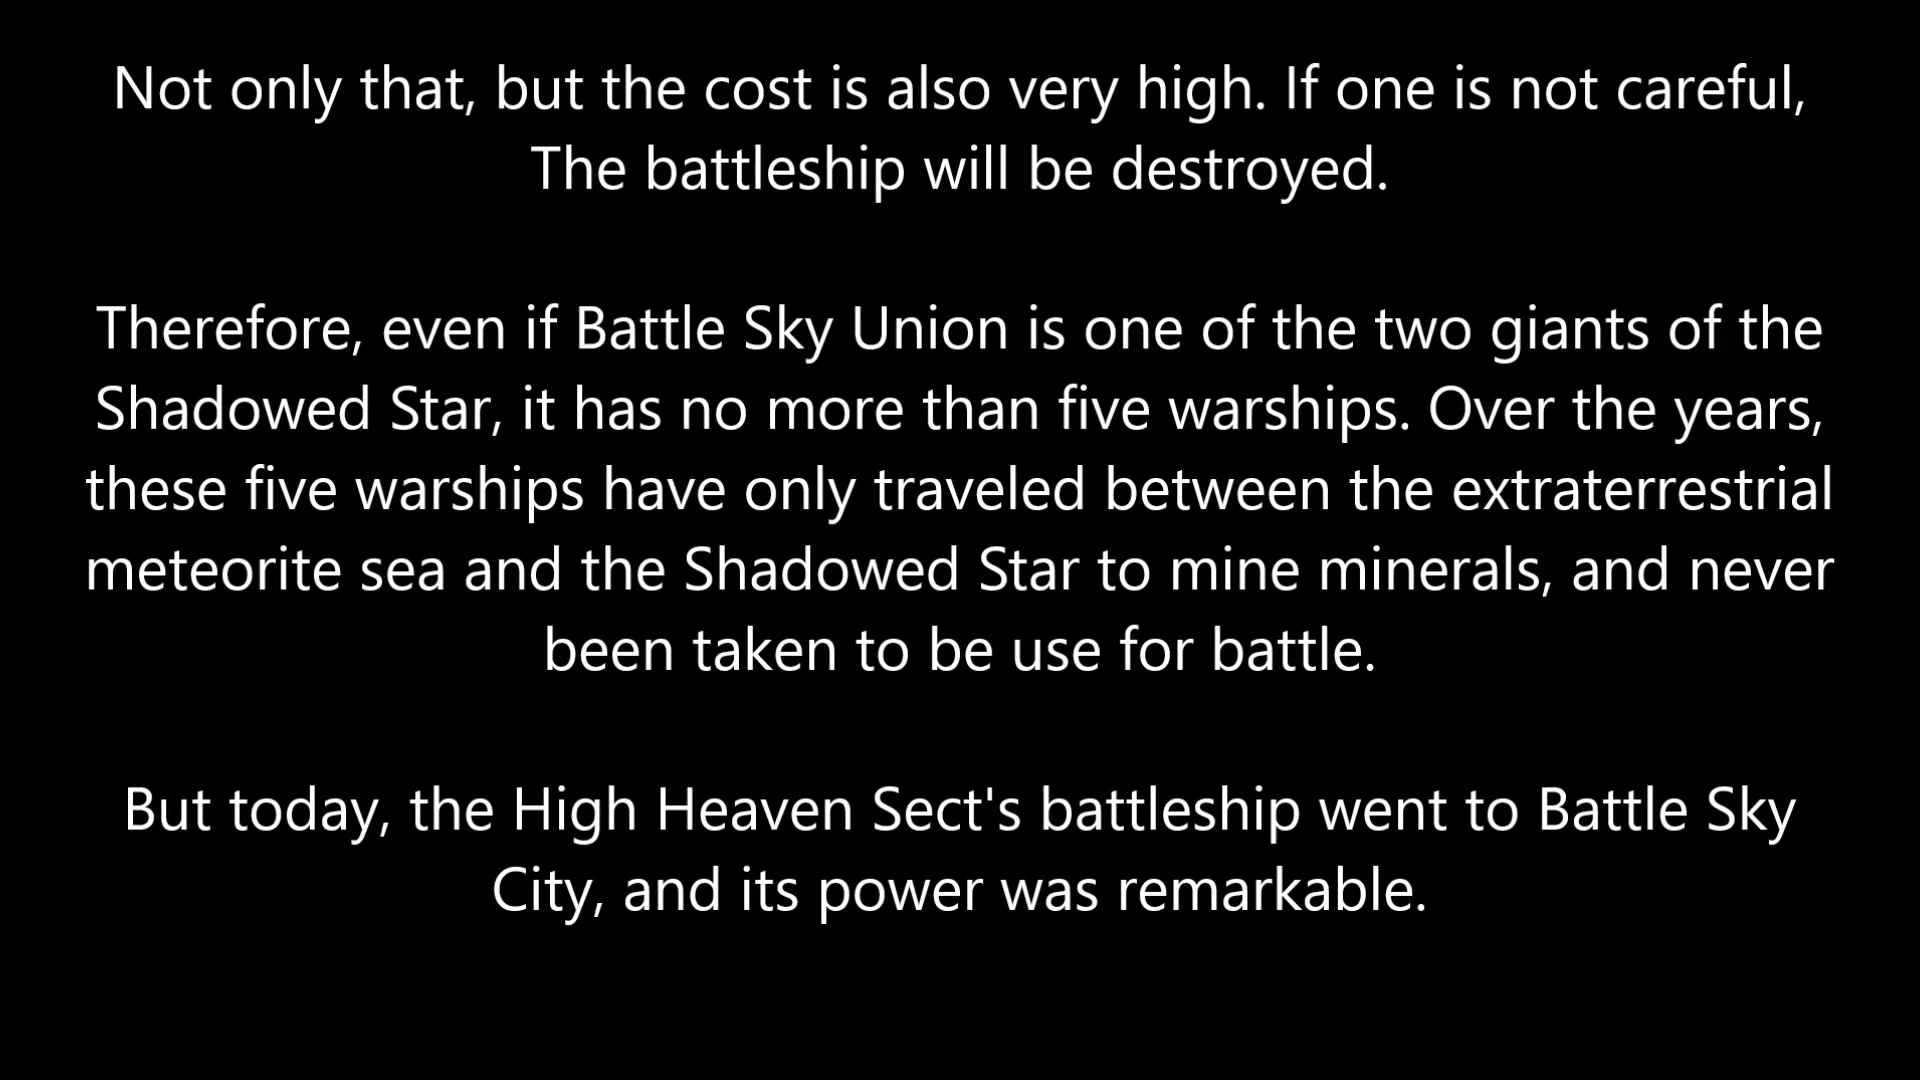 Not only that, but the cost is also very high. If one is not careful,
The battleship will be destroyed.
Therefore, even if Battle Sky Union is one of the two giants of the
Shadowed Star, it has no more than five warships. Over the years,
these five warships have only traveled between the extraterrestrial
meteorite sea and the Shadowed Star to mine minerals, and never
been taken to be use for battle.
But today, the High Heaven Sect's battleship went to Battle Sky
City, and its power was remarkable.